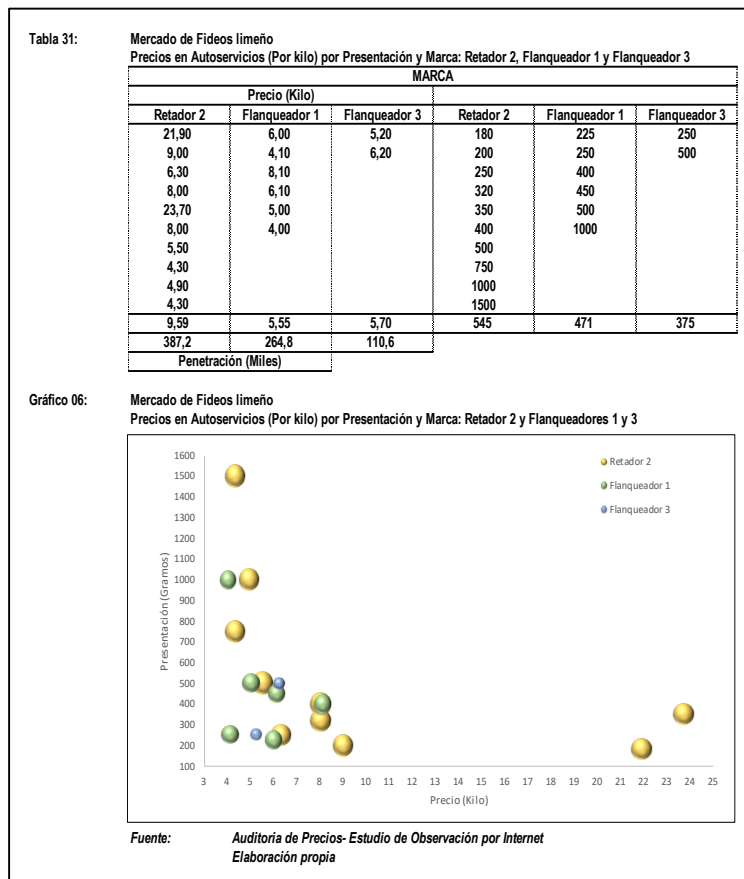 Tabla 31: Mercado de Fideos limeño
Precios en Autoservicios (Por kilo) por Presentación y Marca: Retador 2, Flanqueador 1 y Flanqueador 3
MARCA
Precio (Kilo)
Retador 2 Flanqueador 1 Flanqueador 3 Retador 2 Flanqueador 1 Flanqueador 3
21,90 6,00 5,20 180 225 250
9,00 4,10 6,20 200 250 500
6,30 8,10 250 400
8,00 6,10 320 450
23,70 5,00 350 500
8,00 4,00 400 1000
5,50 500
4,30 750
4,90 1000
4,30 1500
9,59 5,55 5,70 545 471 375
387,2 264,8 110,6
Penetración (Miles)
Gráfico 06: Mercado de Fideos limeño
Precios en Autoservicios (Por kilo) por Presentación y Marca: Retador 2 y Flanqueadores 1 y 3
1600
1500
1400
1300
1200
1100
1000
900
800
700
600
500
400
300
200
100
Presentación (Gramos)
Retador 2
Flanqueador 1
Flanqueador 3
3 4 5 6 7 8 9 10 11 12 13 14 15 16 17 18 19 20 21 22 23 24 25
Precio (Kilo)
Fuente: Auditoria de Precios- Estudio de Observación por Internet
Elaboración propia